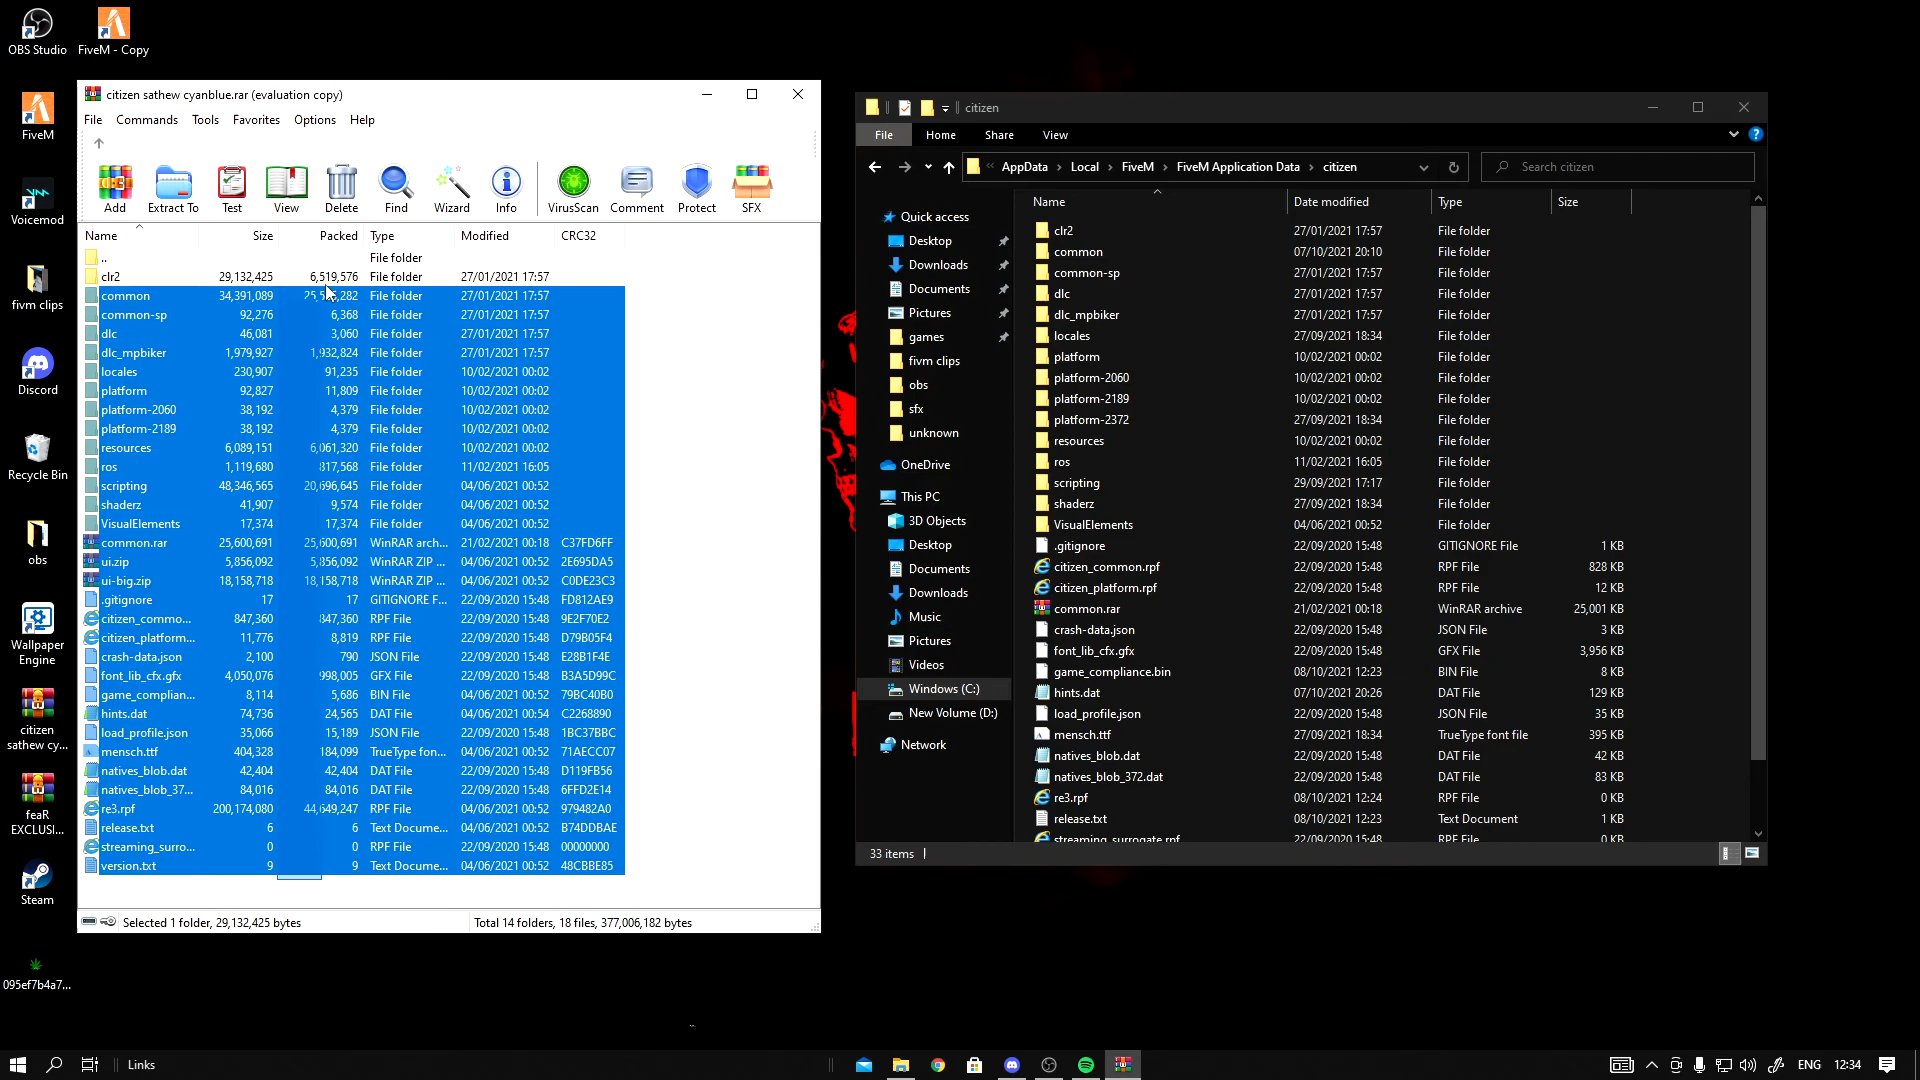 OBS Studio
FiveM - Copy
FiveM
Voicemod
fivm clips
Discord
Recycle Bin
obs
Wallpaper
Engine
citizen
sathew cy...
feaR
EXCLUSI...
Steam
095ef7b4a7...
citizen sathew cyanblue.rar (evaluation copy)
File Commands Tools Favorites Options Help
Add Extract To Test View Delete Find Wizard Info VirusScan Comment Protect SFX
Name Size Packed Type Modified CRC32
.. File folder
clr2 29,132,425 6,519,576 File folder 27/01/2021 17:57
common 34,391,089 File folder 27/01/2021 17:57
common-sp 92,276 6,368 File folder 27/01/2021 17:57
dlc 46,081 3,060 File folder 27/01/2021 17:57
dlc_mpbiker 1,979,927 1,932,824 File folder 27/01/2021 17:57
locales 230,907 91,235 File folder 10/02/2021 00:02
platform 92,827 11,809 File folder 10/02/2021 00:02
platform-2060 38,192 4,379 File folder 10/02/2021 00:02
platform-2189 38,192 4,379 File folder 10/02/2021 00:02
resources 6,089,151 6,061,320 File folder 10/02/2021 00:02
ros 1,119,680 817,568 File folder 11/02/2021 16:05
scripting 48,346,565 20,696,645 File folder 04/06/2021 00:52
shaderz 41,907 9,574 File folder 04/06/2021 00:52
VisualElements 17,374 17,374 File folder 04/06/2021 00:52
common.rar 25,600,691 25,600,691 WinRAR arch... 21/02/2021 00:18 C37FD6FF
ui.zip 5,856,092 5,856,092 WinRAR ZIP ... 04/06/2021 00:52 2E695DA5
ui-big.zip 18,158,718 18,158,718 WinRAR ZIP ... 04/06/2021 00:52 C0DE23C3
.gitignore 17 17 GITIGNORE F... 22/09/2020 15:48 FD812AE9
citizen_commo... 847,360 847,360 RPF File 22/09/2020 15:48 9E2F70E2
citizen_platform... 11,776 8,819 RPF File 22/09/2020 15:48 D79B05F4
crash-data.json 2,100 790 JSON File 22/09/2020 15:48 E28B1F4E
font_lib_cfx.gfx 4,050,076 998,005 GFX File 22/09/2020 15:48 B3A5D99C
game_complian... 8,114 5,686 BIN File 04/06/2021 00:52 79BC40B0
hints.dat 74,736 24,565 DAT File 04/06/2021 00:54 C2268890
load_profile.json 35,066 15,189 JSON File 22/09/2020 15:48 1BC37BBC
mensch.ttf 404,328 184,099 TrueType fon... 04/06/2021 00:52 71AECC07
natives_blob.dat 42,404 42,404 DAT File 22/09/2020 15:48 D119FB56
natives_blob_37... 84,016 84,016 DAT File 22/09/2020 15:48 6FFD2E14
re3.rpf 200,174,080 44,649,247 RPF File 04/06/2021 00:52 979482A0
release.txt 6 6 Text Docume... 04/06/2021 00:52 B74DDBAE
streaming_surro... 0 0 RPF File 22/09/2020 15:48 00000000
version.txt 9 9 Text Docume... 04/06/2021 00:52 48CBBE85
Selected 1 folder, 29,132,425 bytes Total 14 folders, 18 files, 377,006,182 bytes
citizen
File Home Share View
« AppData › Local › FiveM › FiveM Application Data › citizen Search citizen
Quick access
Desktop
Downloads
Documents
Pictures
games
fivm clips
obs
sfx
unknown
OneDrive
This PC
3D Objects
Desktop
Documents
Downloads
Music
Pictures
Videos
Windows (C:)
New Volume (D:)
Network
Name Date modified Type Size
clr2 27/01/2021 17:57 File folder
common 07/10/2021 20:10 File folder
common-sp 27/01/2021 17:57 File folder
dlc 27/01/2021 17:57 File folder
dlc_mpbiker 27/01/2021 17:57 File folder
locales 27/09/2021 18:34 File folder
platform 10/02/2021 00:02 File folder
platform-2060 10/02/2021 00:02 File folder
platform-2189 10/02/2021 00:02 File folder
platform-2372 27/09/2021 18:34 File folder
resources 10/02/2021 00:02 File folder
ros 11/02/2021 16:05 File folder
scripting 29/09/2021 17:17 File folder
shaderz 27/09/2021 18:34 File folder
VisualElements 04/06/2021 00:52 File folder
.gitignore 22/09/2020 15:48 GITIGNORE File 1 KB
citizen_common.rpf 22/09/2020 15:48 RPF File 828 KB
citizen_platform.rpf 22/09/2020 15:48 RPF File 12 KB
common.rar 21/02/2021 00:18 WinRAR archive 25,001 KB
crash-data.json 22/09/2020 15:48 JSON File 3 KB
font_lib_cfx.gfx 22/09/2020 15:48 GFX File 3,956 KB
game_compliance.bin 08/10/2021 12:23 BIN File 8 KB
hints.dat 07/10/2021 20:26 DAT File 129 KB
load_profile.json 22/09/2020 15:48 JSON File 35 KB
mensch.ttf 27/09/2021 18:34 TrueType font file 395 KB
natives_blob.dat 22/09/2020 15:48 DAT File 42 KB
natives_blob_372.dat 22/09/2020 15:48 DAT File 83 KB
re3.rpf 08/10/2021 12:24 RPF File 0 KB
release.txt 08/10/2021 12:23 Text Document 1 KB
streaming_surrogate.rpf 22/09/2020 15:48 RPF File 0 KB
33 items
Links ENG 12:34